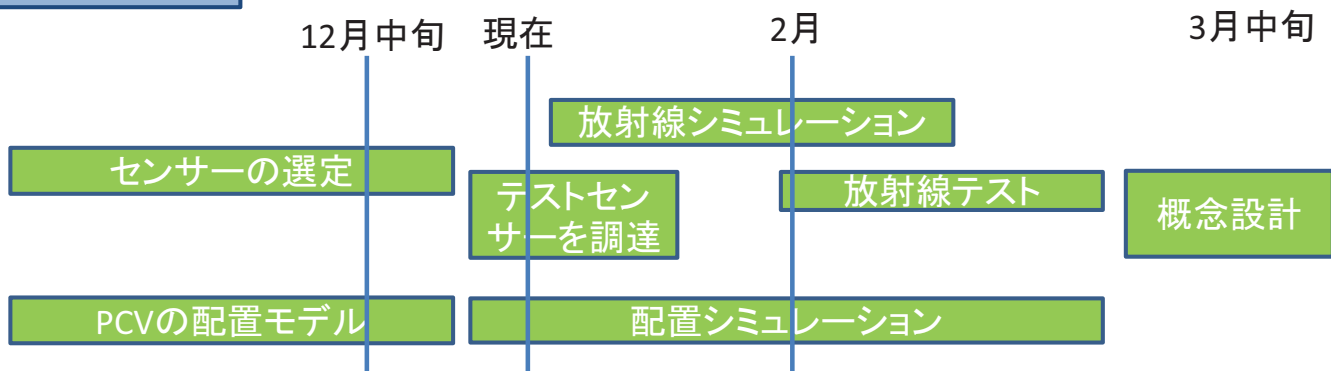 12月中旬
現在
2月
3月中旬
放射線シミュレーション
センサーの選定
テストセン
サーを調達
放射線テスト
概念設計
PCVの配置モデル
配置シミュレーション